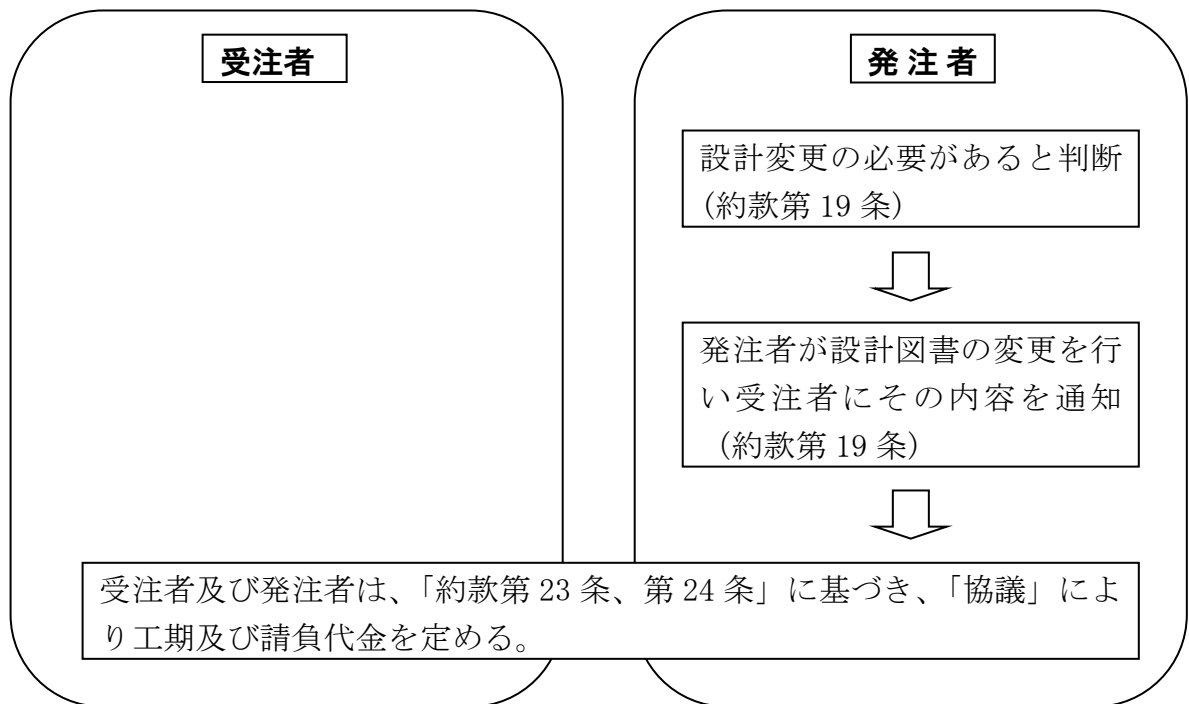 受注者
発 注 者
設計変更の必要があると判断
(約款第 19 条)
発注者が設計図書の変更を行
い受注者にその内容を通知
（約款第 19 条）
受注者及び発注者は、「約款第 23 条、第 24 条」に基づき、「協議」によ
り工期及び請負代金を定める。